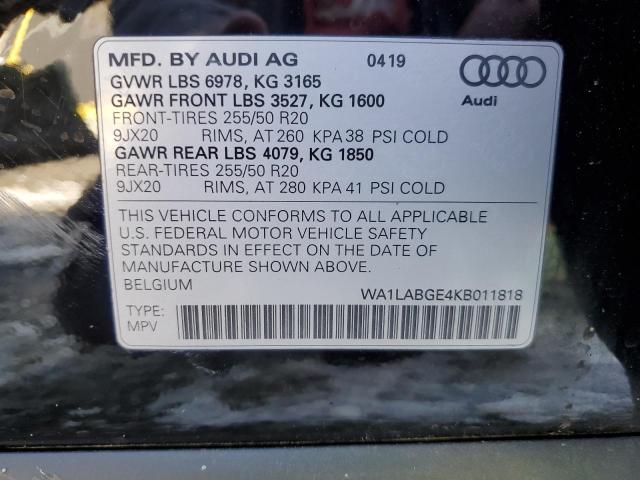 MFD. BY AUDI AG 0419
GVWR LBS 6978, KG 3165
GAWR FRONT LBS 3527, KG 1600
FRONT-TIRES 255/50 R20
9JX20 RIMS, AT 260 KPA 38 PSI COLD
GAWR REAR LBS 4079, KG 1850
REAR-TIRES 255/50 R20
9JX20 RIMS, AT 280 KPA 41 PSI COLD
Audi
THIS VEHICLE CONFORMS TO ALL APPLICABLE
U.S. FEDERAL MOTOR VEHICLE SAFETY
STANDARDS IN EFFECT ON THE DATE OF
MANUFACTURE SHOWN ABOVE.
BELGIUM WA1LABGE4KB011818
TYPE:
MPV